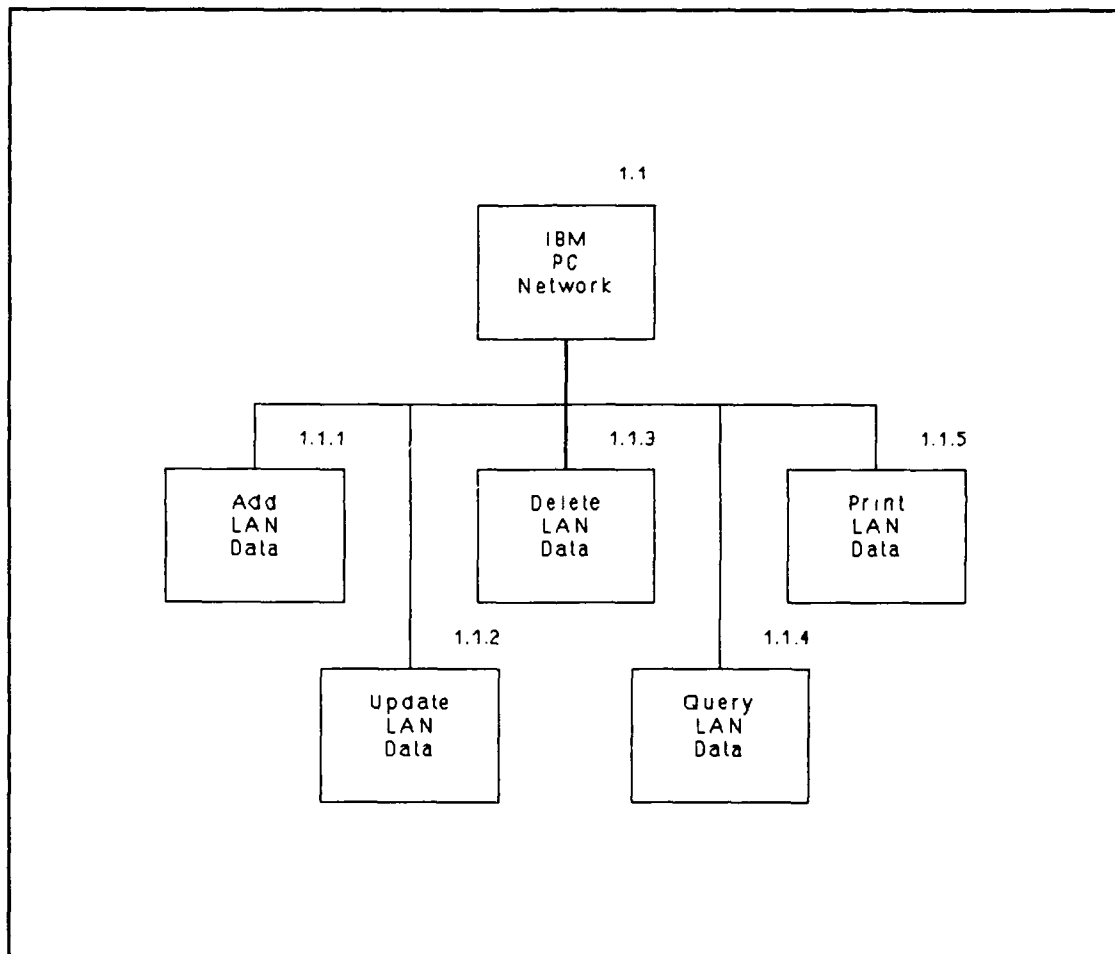 1.1
IBM
PC
Network
1.1.1
Add
LAN
Data
1.1.3
Delete
LAN
Data
1.1.5
Print
LAN
Data
1.1.2
Update
LAN
Data
1.1.4
Query
LAN
Data